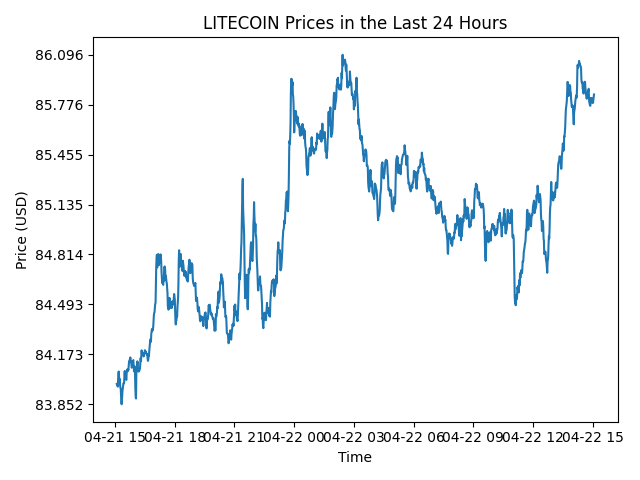 LITECOIN Prices in the Last 24 Hours
Price (USD)
86.096
85.776
85.455
85.135
84.814
84.493
84.173
83.852
04-21 15 04-21 18 04-21 21 04-22 00 04-22 03 04-22 06 04-22 09 04-22 12 04-22 15
Time